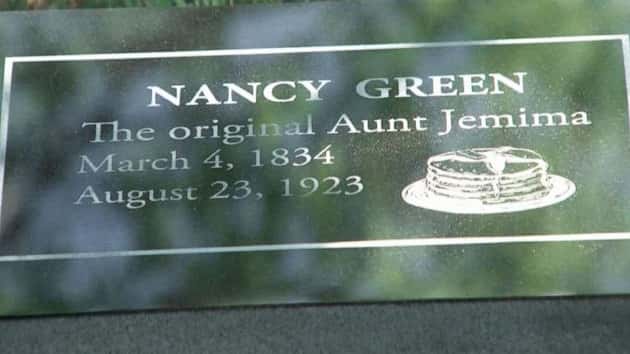 NANCY GREEN
The original Aunt Jemima
March 4, 1834
August 23, 1923